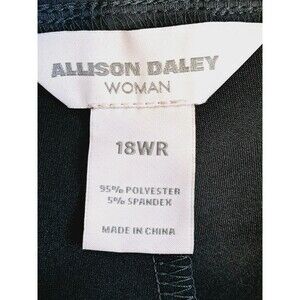 ALLISON DALEY
WOMAN
18WR
95% POLYESTER
5% SPANDEX
MADE IN CHINA